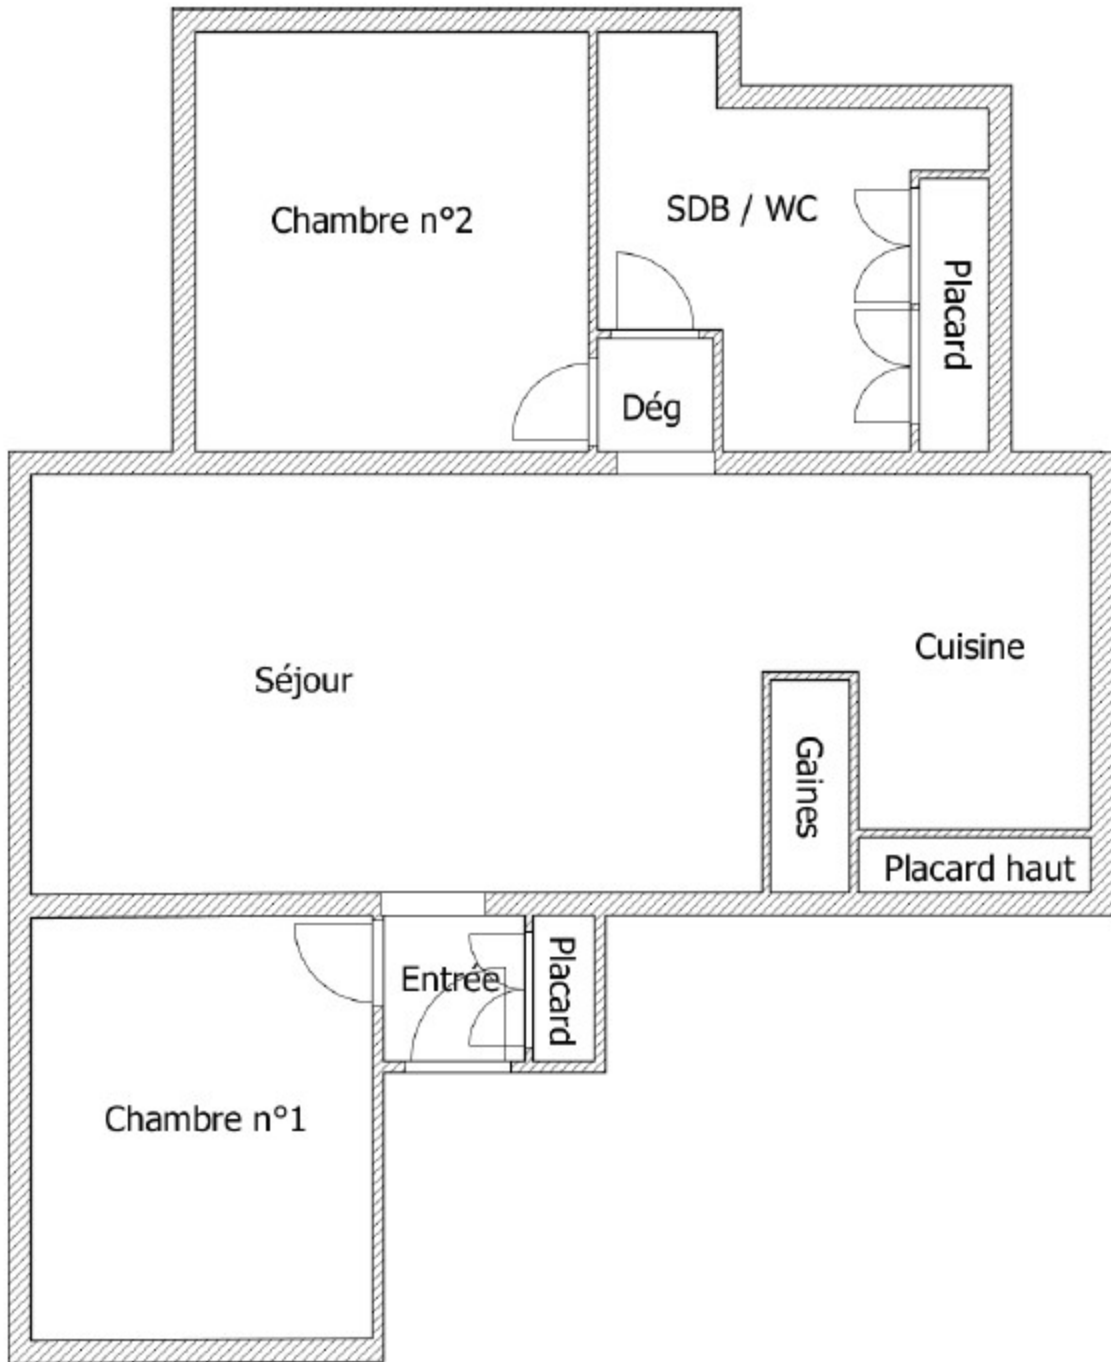 Chambre n°2
SDB / WC
Placard
Dég
Séjour
Cuisine
Gaines
Placard haut
Entrée
Placard
Chambre n°1